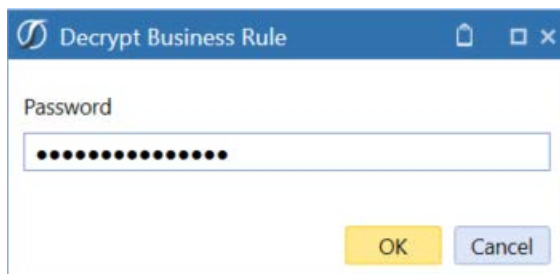 Decrypt Business Rule
Password
●●●●●●●●●●●●●●●
OK Cancel